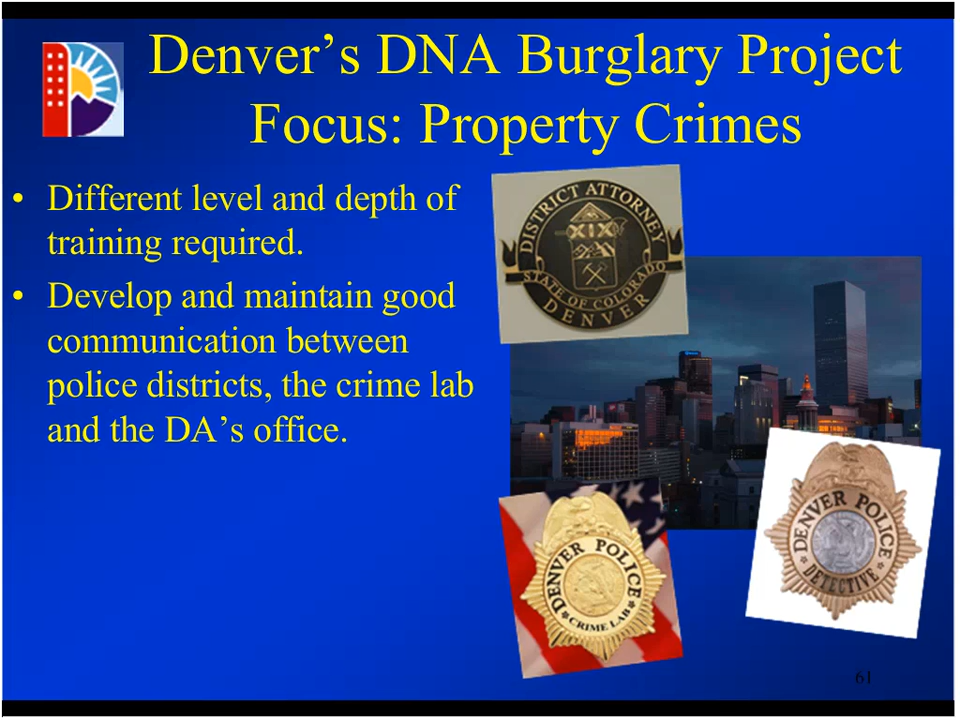 Denver’s DNA Burglary Project
Focus: Property Crimes
• Different level and depth of
training required.
• Develop and maintain good
communication between
police districts, the crime lab
and the DA’s office.
DISTRICT ATTORNEY
XIX
STATE OF COLORADO
DENVER
DENVER POLICE
CRIME LAB
DENVER POLICE
DETECTIVE
61